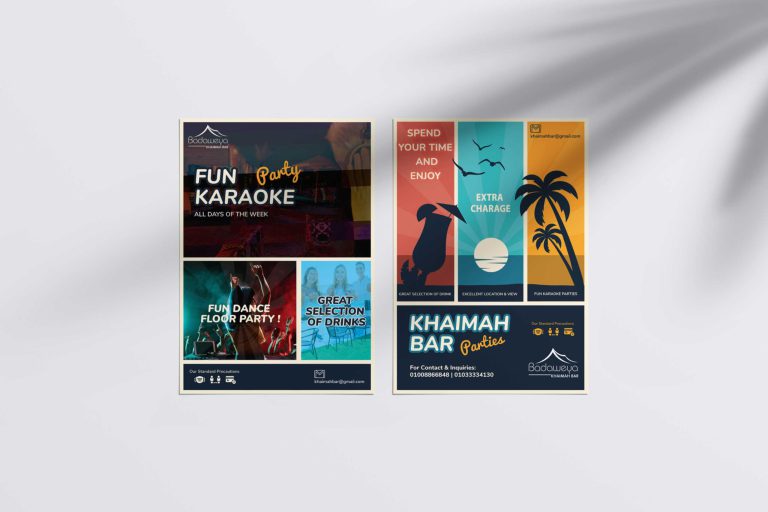 Badaweya
KHAIMAH BAR
FUN
Party
KARAOKE
ALL DAYS OF THE WEEK
FUN DANCE
FLOOR PARTY !
GREAT
SELECTION
OF DRINKS
Our Standard Precautions
khaimahbar@gmail.com
SPEND
YOUR TIME
AND
ENJOY
EXTRA
CHARAGE
khaimahbar@gmail.com
GREAT SELECTION OF DRINK
EXCELLENT LOCATION & VIEW
FUN KARAOKE PARTIES
KHAIMAH
BAR
Parties
For Contact & Inquiries:
01008866848 | 01033334130
Our Standard Precautions
Badaweya
KHAIMAH BAR